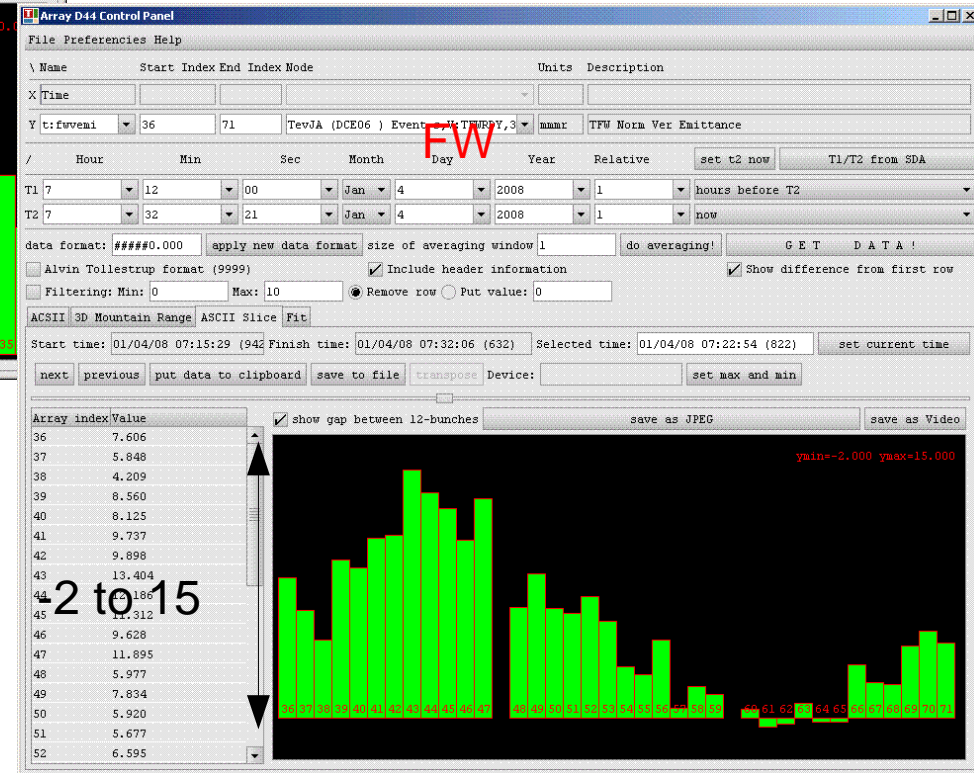 Array D44 Control Panel
File Preferencies Help
\ Name Start Index End Index Node Units Description
X Time
Y t:fwvemi 36 71 TevJA (DCE06 ) Event mmmr TFW Norm Ver Emittance
FW
/ Hour Min Sec Month Day Year Relative set t2 now T1/T2 from SDA
T1 7 12 00 Jan 4 2008 1 hours before T2
T2 7 32 21 Jan 4 2008 1 now
data format: #####0.000 apply new data format size of averaging window 1 do averaging! GET DATA!
Alvin Tollestrup format (9999) Include header information Show difference from first row
Filtering: Min: 0 Max: 10 Remove row Put value: 0
ACSII 3D Mountain Range ASCII Slice Fit
Start time: 01/04/08 07:15:29 (942 Finish time: 01/04/08 07:32:06 (632) Selected time: 01/04/08 07:22:54 (822) set current time
next previous put data to clipboard save to file transpose Device: set max and min
Array index Value show gap between 12-bunches save as JPEG save as Video
ymin=-2.000 ymax=15.000
36 7.606
37 5.848
38 4.209
39 8.560
40 8.125
41 9.737
42 9.898
43 13.404
44 12.186
-2 to 15
45 11.312
46 9.628
47 11.895
48 5.977
49 7.834
50 5.920
51 5.677
52 6.595
36 37 38 39 40 41 42 43 44 45 46 47 48 49 50 51 52 53 54 55 56 57 58 59 60 61 62 63 64 65 66 67 68 69 70 71
35